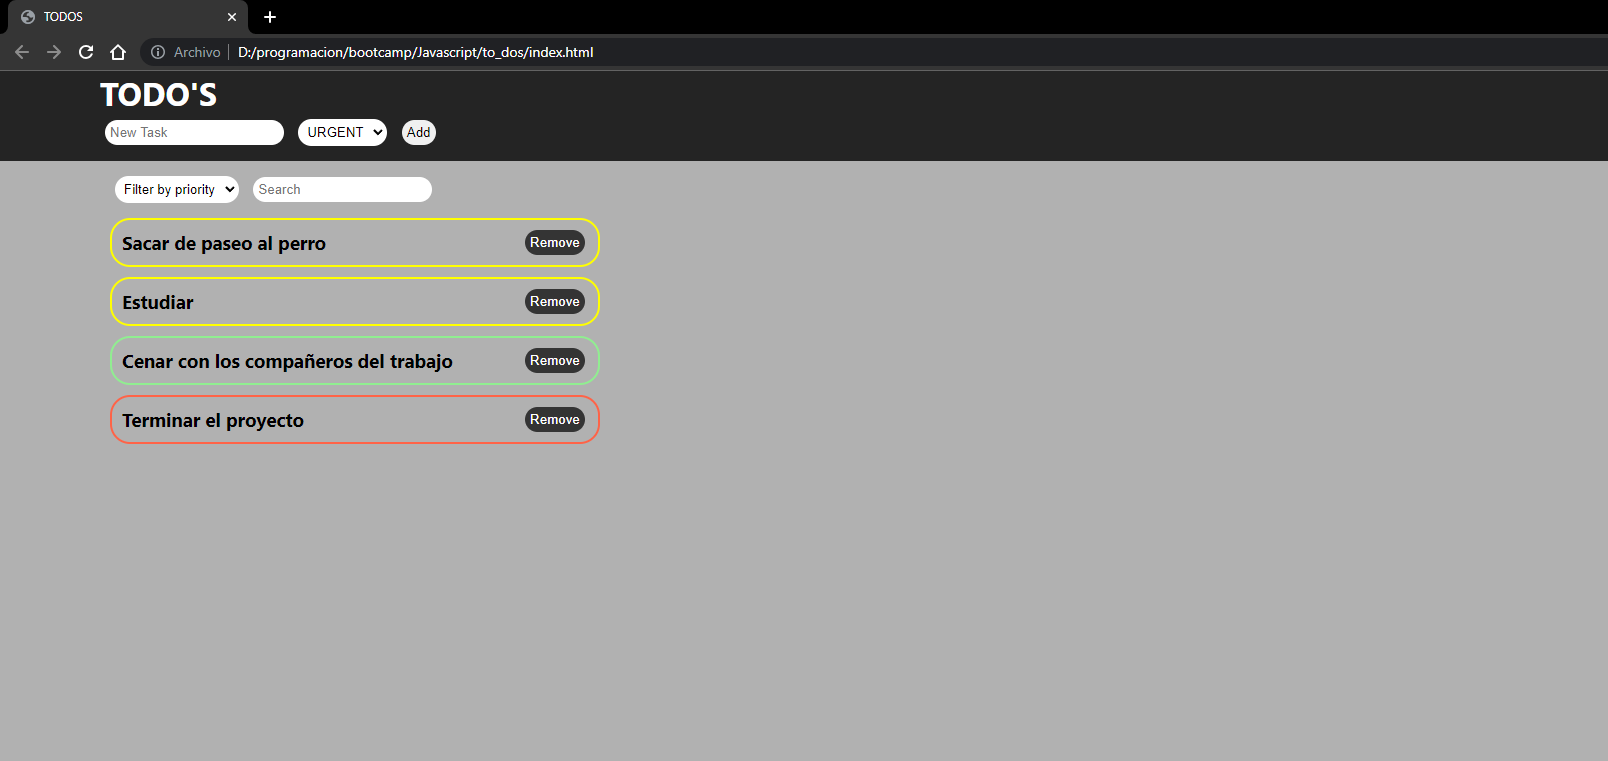 TODOS
Archivo D:/programacion/bootcamp/Javascript/to_dos/index.html
TODO'S
New Task URGENT Add
Filter by priority Search
Sacar de paseo al perro Remove
Estudiar Remove
Cenar con los compañeros del trabajo Remove
Terminar el proyecto Remove